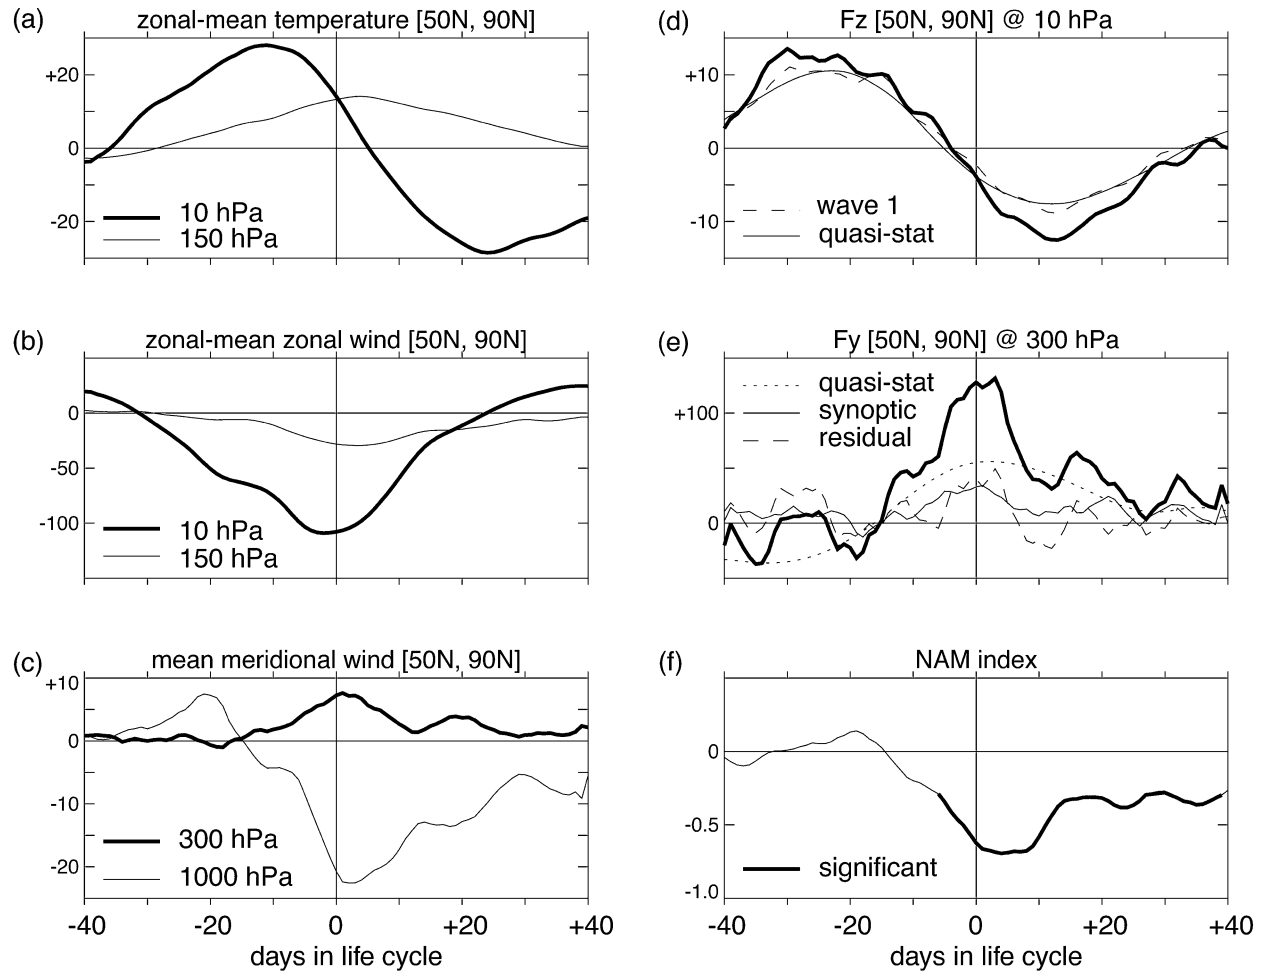 (a) zonal-mean temperature [50N, 90N]
+20
0
-20
10 hPa
150 hPa
(b) zonal-mean zonal wind [50N, 90N]
0
-50
-100
10 hPa
150 hPa
(c) mean meridional wind [50N, 90N]
+10
0
-10
-20
300 hPa
1000 hPa
-40 -20 0 +20 +40
days in life cycle
(d) Fz [50N, 90N] @ 10 hPa
+10
0
-10
wave 1
quasi-stat
(e) Fy [50N, 90N] @ 300 hPa
+100
0
quasi-stat
synoptic
residual
(f) NAM index
0
-0.5
-1.0
significant
-40 -20 0 +20 +40
days in life cycle